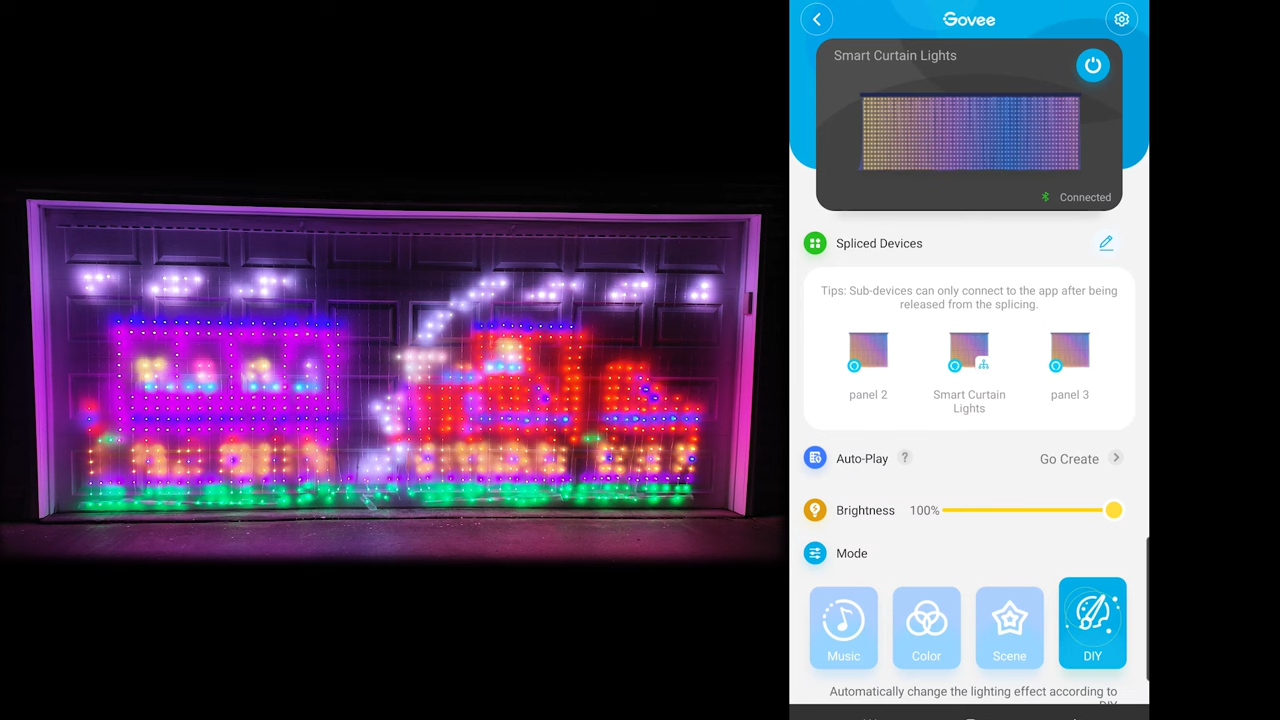 Govee
Smart Curtain Lights
Connected
Spliced Devices
Tips: Sub-devices can only connect to the app after being
released from the splicing.
panel 2
Smart Curtain
Lights
panel 3
Auto-Play ?
Go Create
Brightness 100%
Mode
Music
Color
Scene
DIY
Automatically change the lighting effect according to
DIY